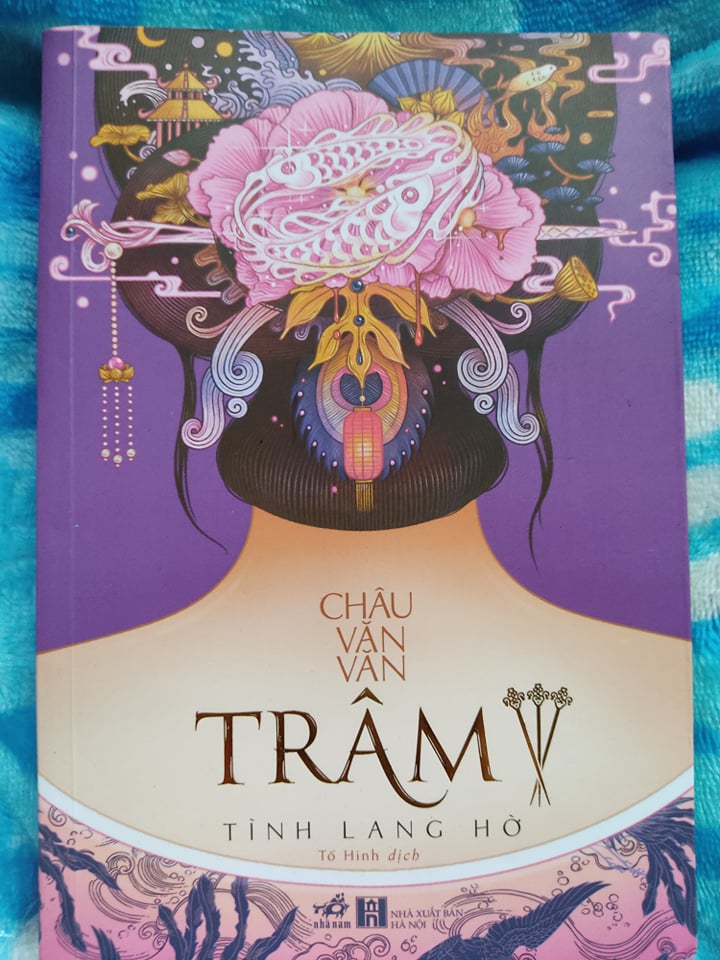 CHÂU
VĂN
VĂN
TRÂM
TÌNH LANG HỜ
Tố Hinh dịch
nhã nam
NHÀ XUẤT BẢN
HÀ NỘI